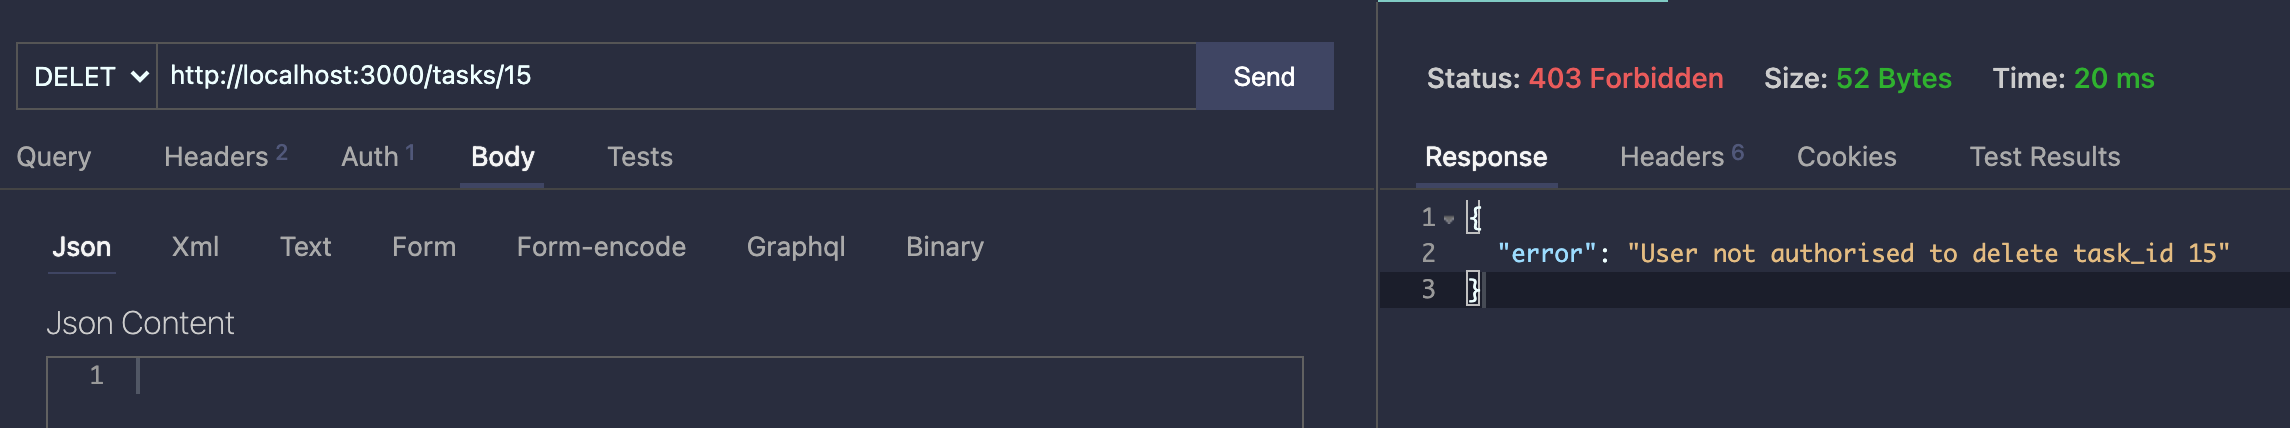 DELET http://localhost:3000/tasks/15 Send
Query Headers 2 Auth 1 Body Tests
Json Xml Text Form Form-encode Graphql Binary
Json Content
1
Status: 403 Forbidden Size: 52 Bytes Time: 20 ms
Response Headers 6 Cookies Test Results
1 {
2 "error": "User not authorised to delete task_id 15"
3 }